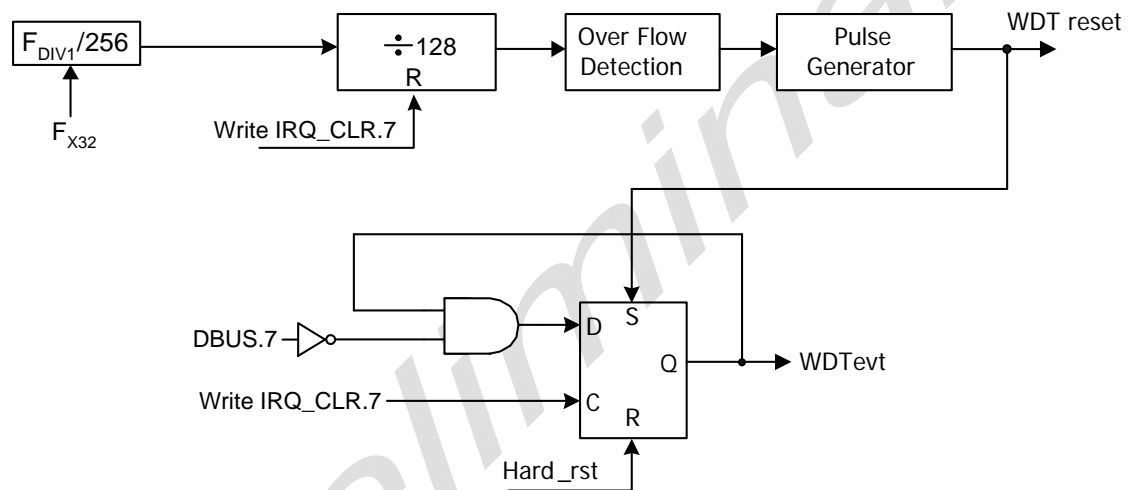 F_DIV1/256
÷128
R
Over Flow
Detection
Pulse
Generator
WDT reset
F_X32
Write IRQ_CLR.7
DBUS.7
D
S
Q
WDTevt
Write IRQ_CLR.7
C
R
Hard_rst